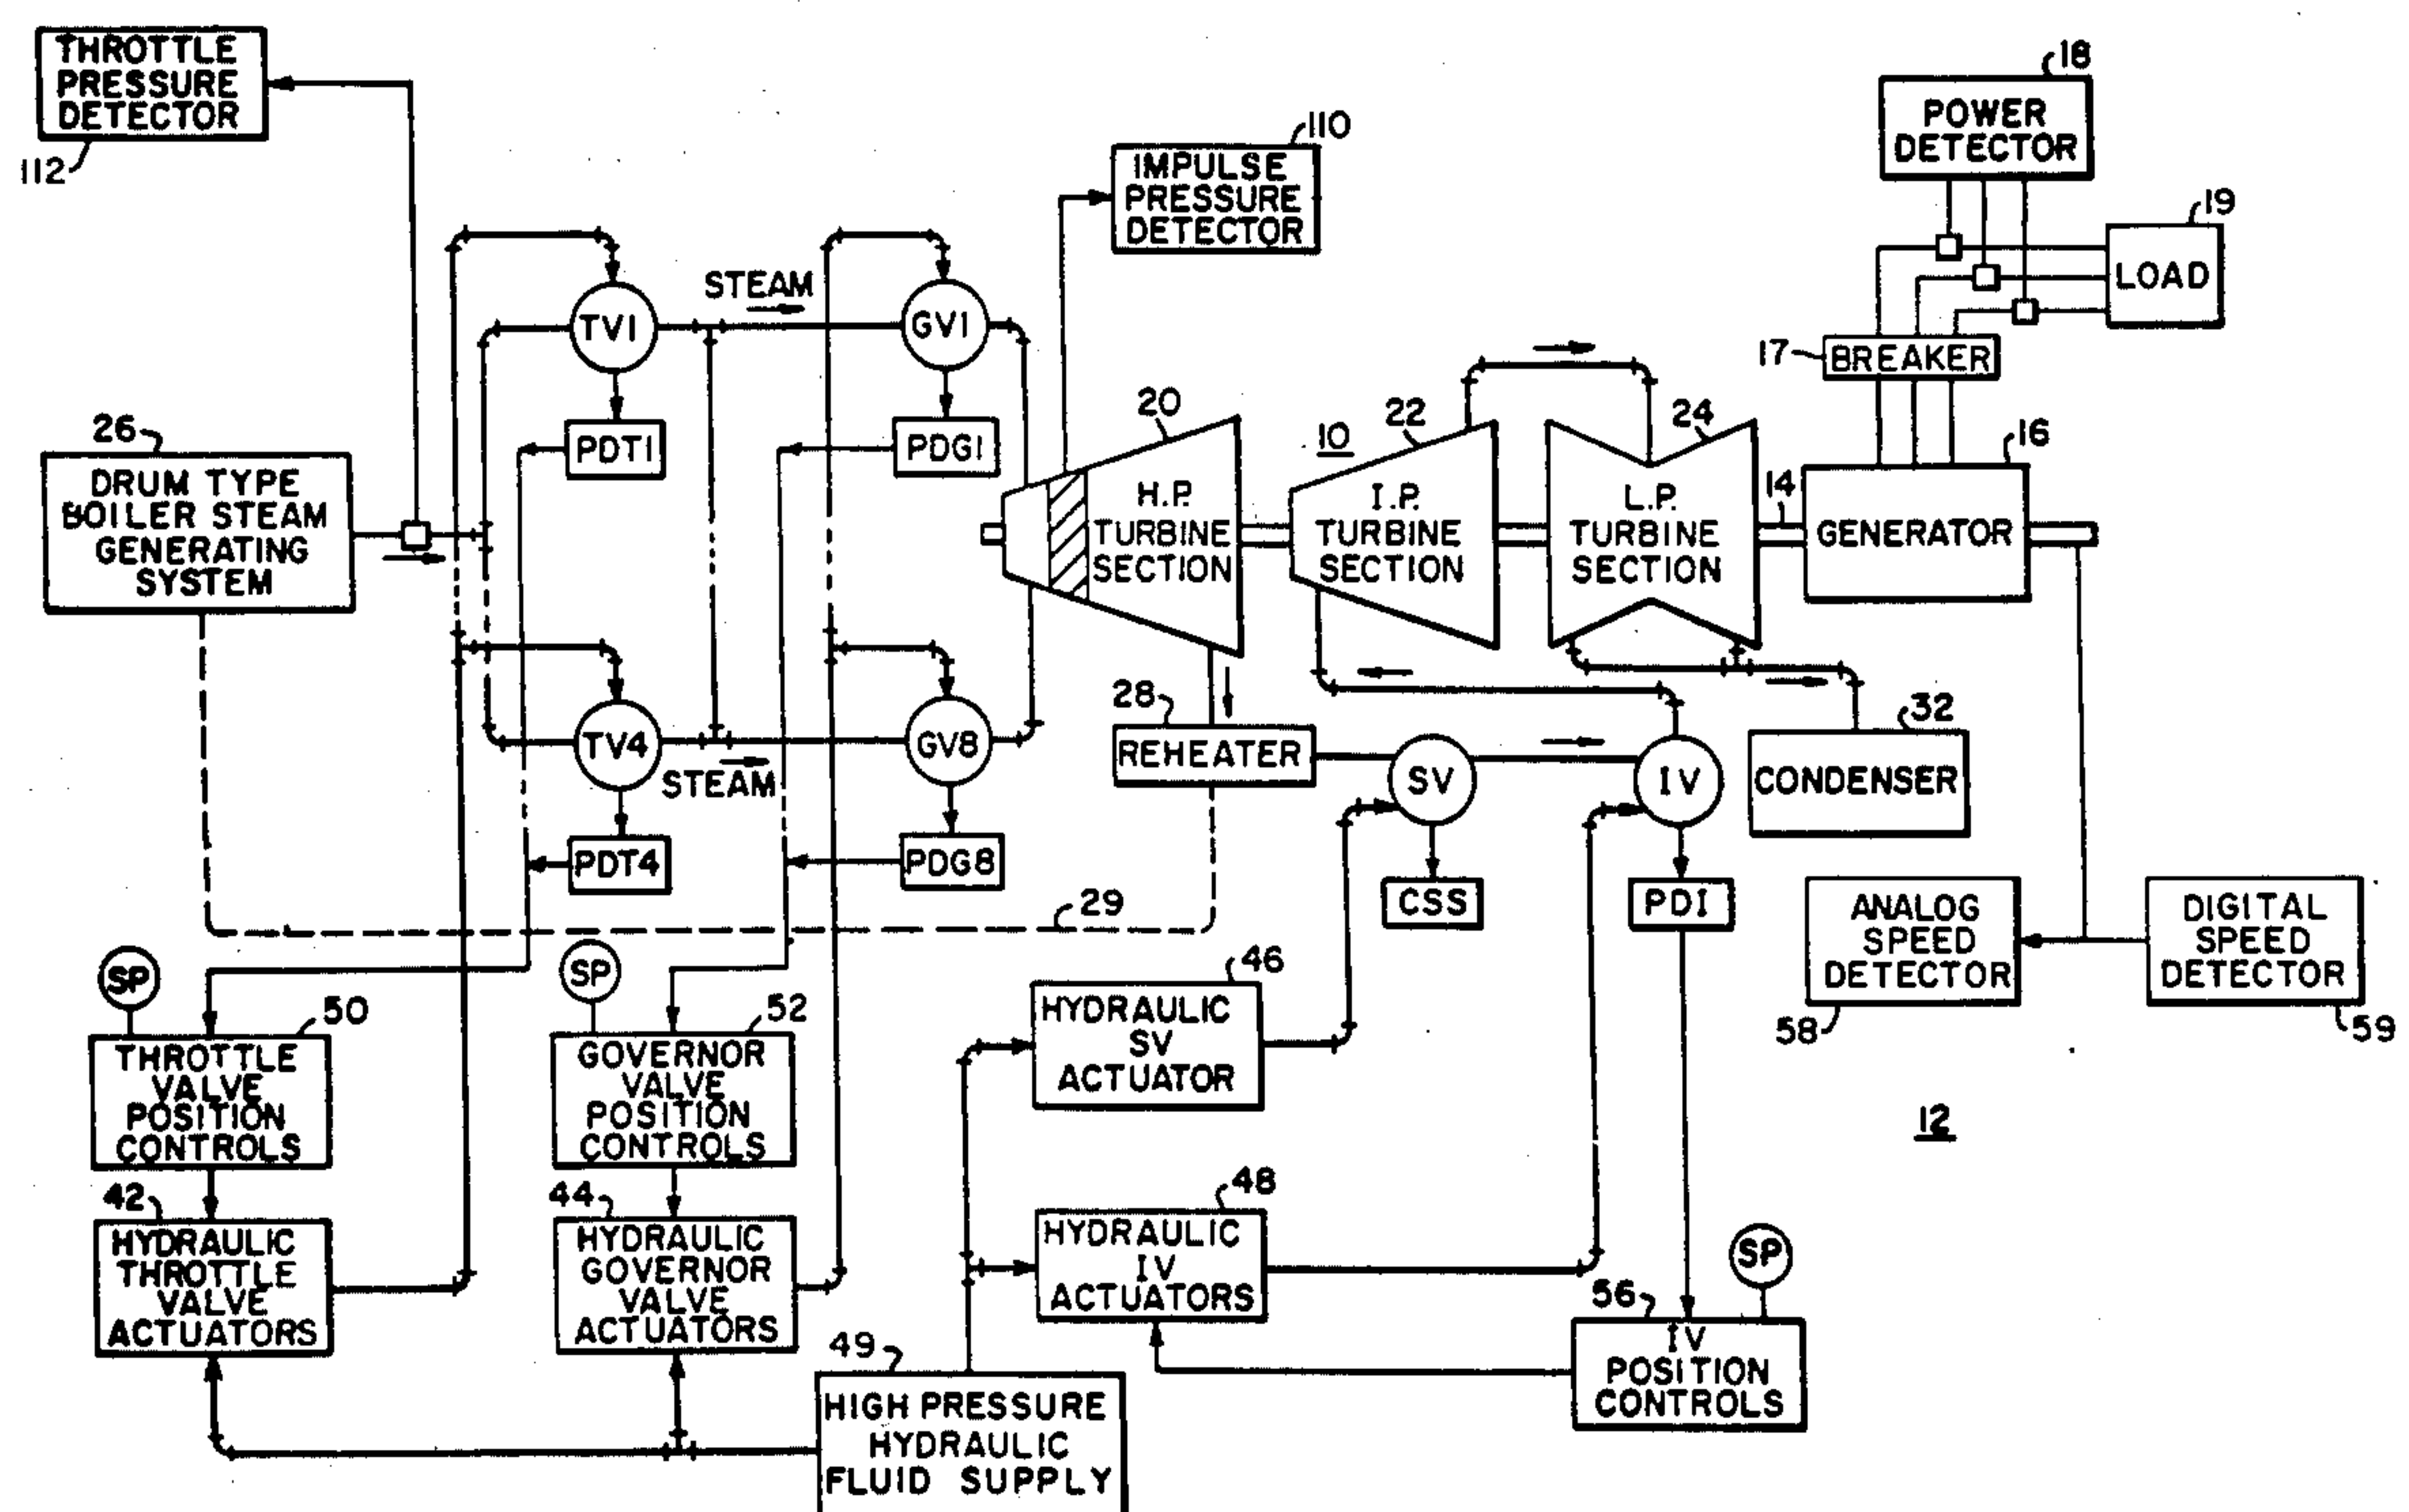 THROTTLE
PRESSURE
DETECTOR
112
110
IMPULSE
PRESSURE
DETECTOR
18
POWER
DETECTOR
19
LOAD
17
BREAKER
STEAM
TV1
GV1
PDT1
PDG1
26
DRUM TYPE
BOILER STEAM
GENERATING
SYSTEM
20
H.P.
TURBINE
SECTION
10
22
I.P.
TURBINE
SECTION
24
L.P.
TURBINE
SECTION
14
16
GENERATOR
TV4
STEAM
GV8
PDT4
PDG8
28
REHEATER
SV
IV
32
CONDENSER
CSS
PDI
29
ANALOG
SPEED
DETECTOR
58
DIGITAL
SPEED
DETECTOR
59
SP
50
THROTTLE
VALVE
POSITION
CONTROLS
SP
52
GOVERNOR
VALVE
POSITION
CONTROLS
46
HYDRAULIC
SV
ACTUATOR
12
42
HYDRAULIC
THROTTLE
VALVE
ACTUATORS
44
HYDRAULIC
GOVERNOR
VALVE
ACTUATORS
48
HYDRAULIC
IV
ACTUATORS
SP
56
IV
POSITION
CONTROLS
49
HIGH PRESSURE
HYDRAULIC
FLUID SUPPLY